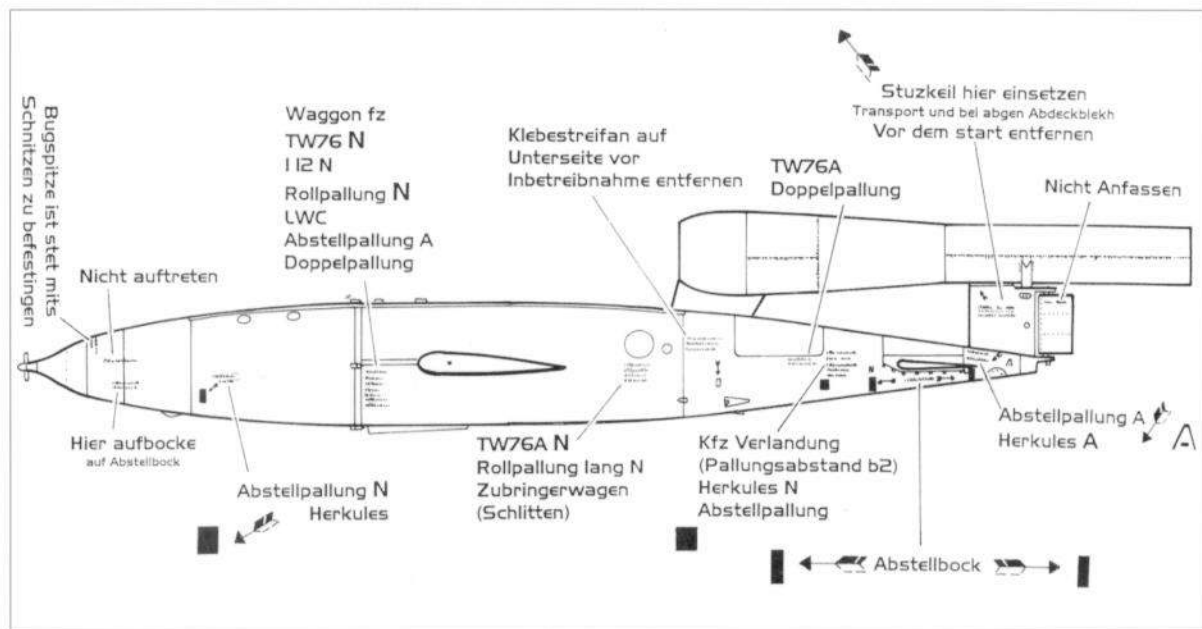 Bugspitze ist stet mits
Schnitzen zu befestingen
Nicht auftreten
Waggon fz
TW76 N
I 12 N
Rollpallung N
LWC
Abstellpallung A
Doppelpallung
Klebestreifan auf
Unterseite vor
Inbetreibnahme entfernen
TW76A
Doppelpallung
Stuzkeil hier einsetzen
Transport und bei abgen Abdeckblekh
Vor dem start entfernen
Nicht Anfassen
Hier aufbocke
auf Abstellbock
Abstellpallung N
Herkules
TW76A N
Rollpallung lang N
Zubringerwagen
(Schlitten)
Kfz Verlandung
(Pallungsabstand b2)
Herkules N
Abstellpallung
Abstellpallung A
Herkules A
A
Abstellbock